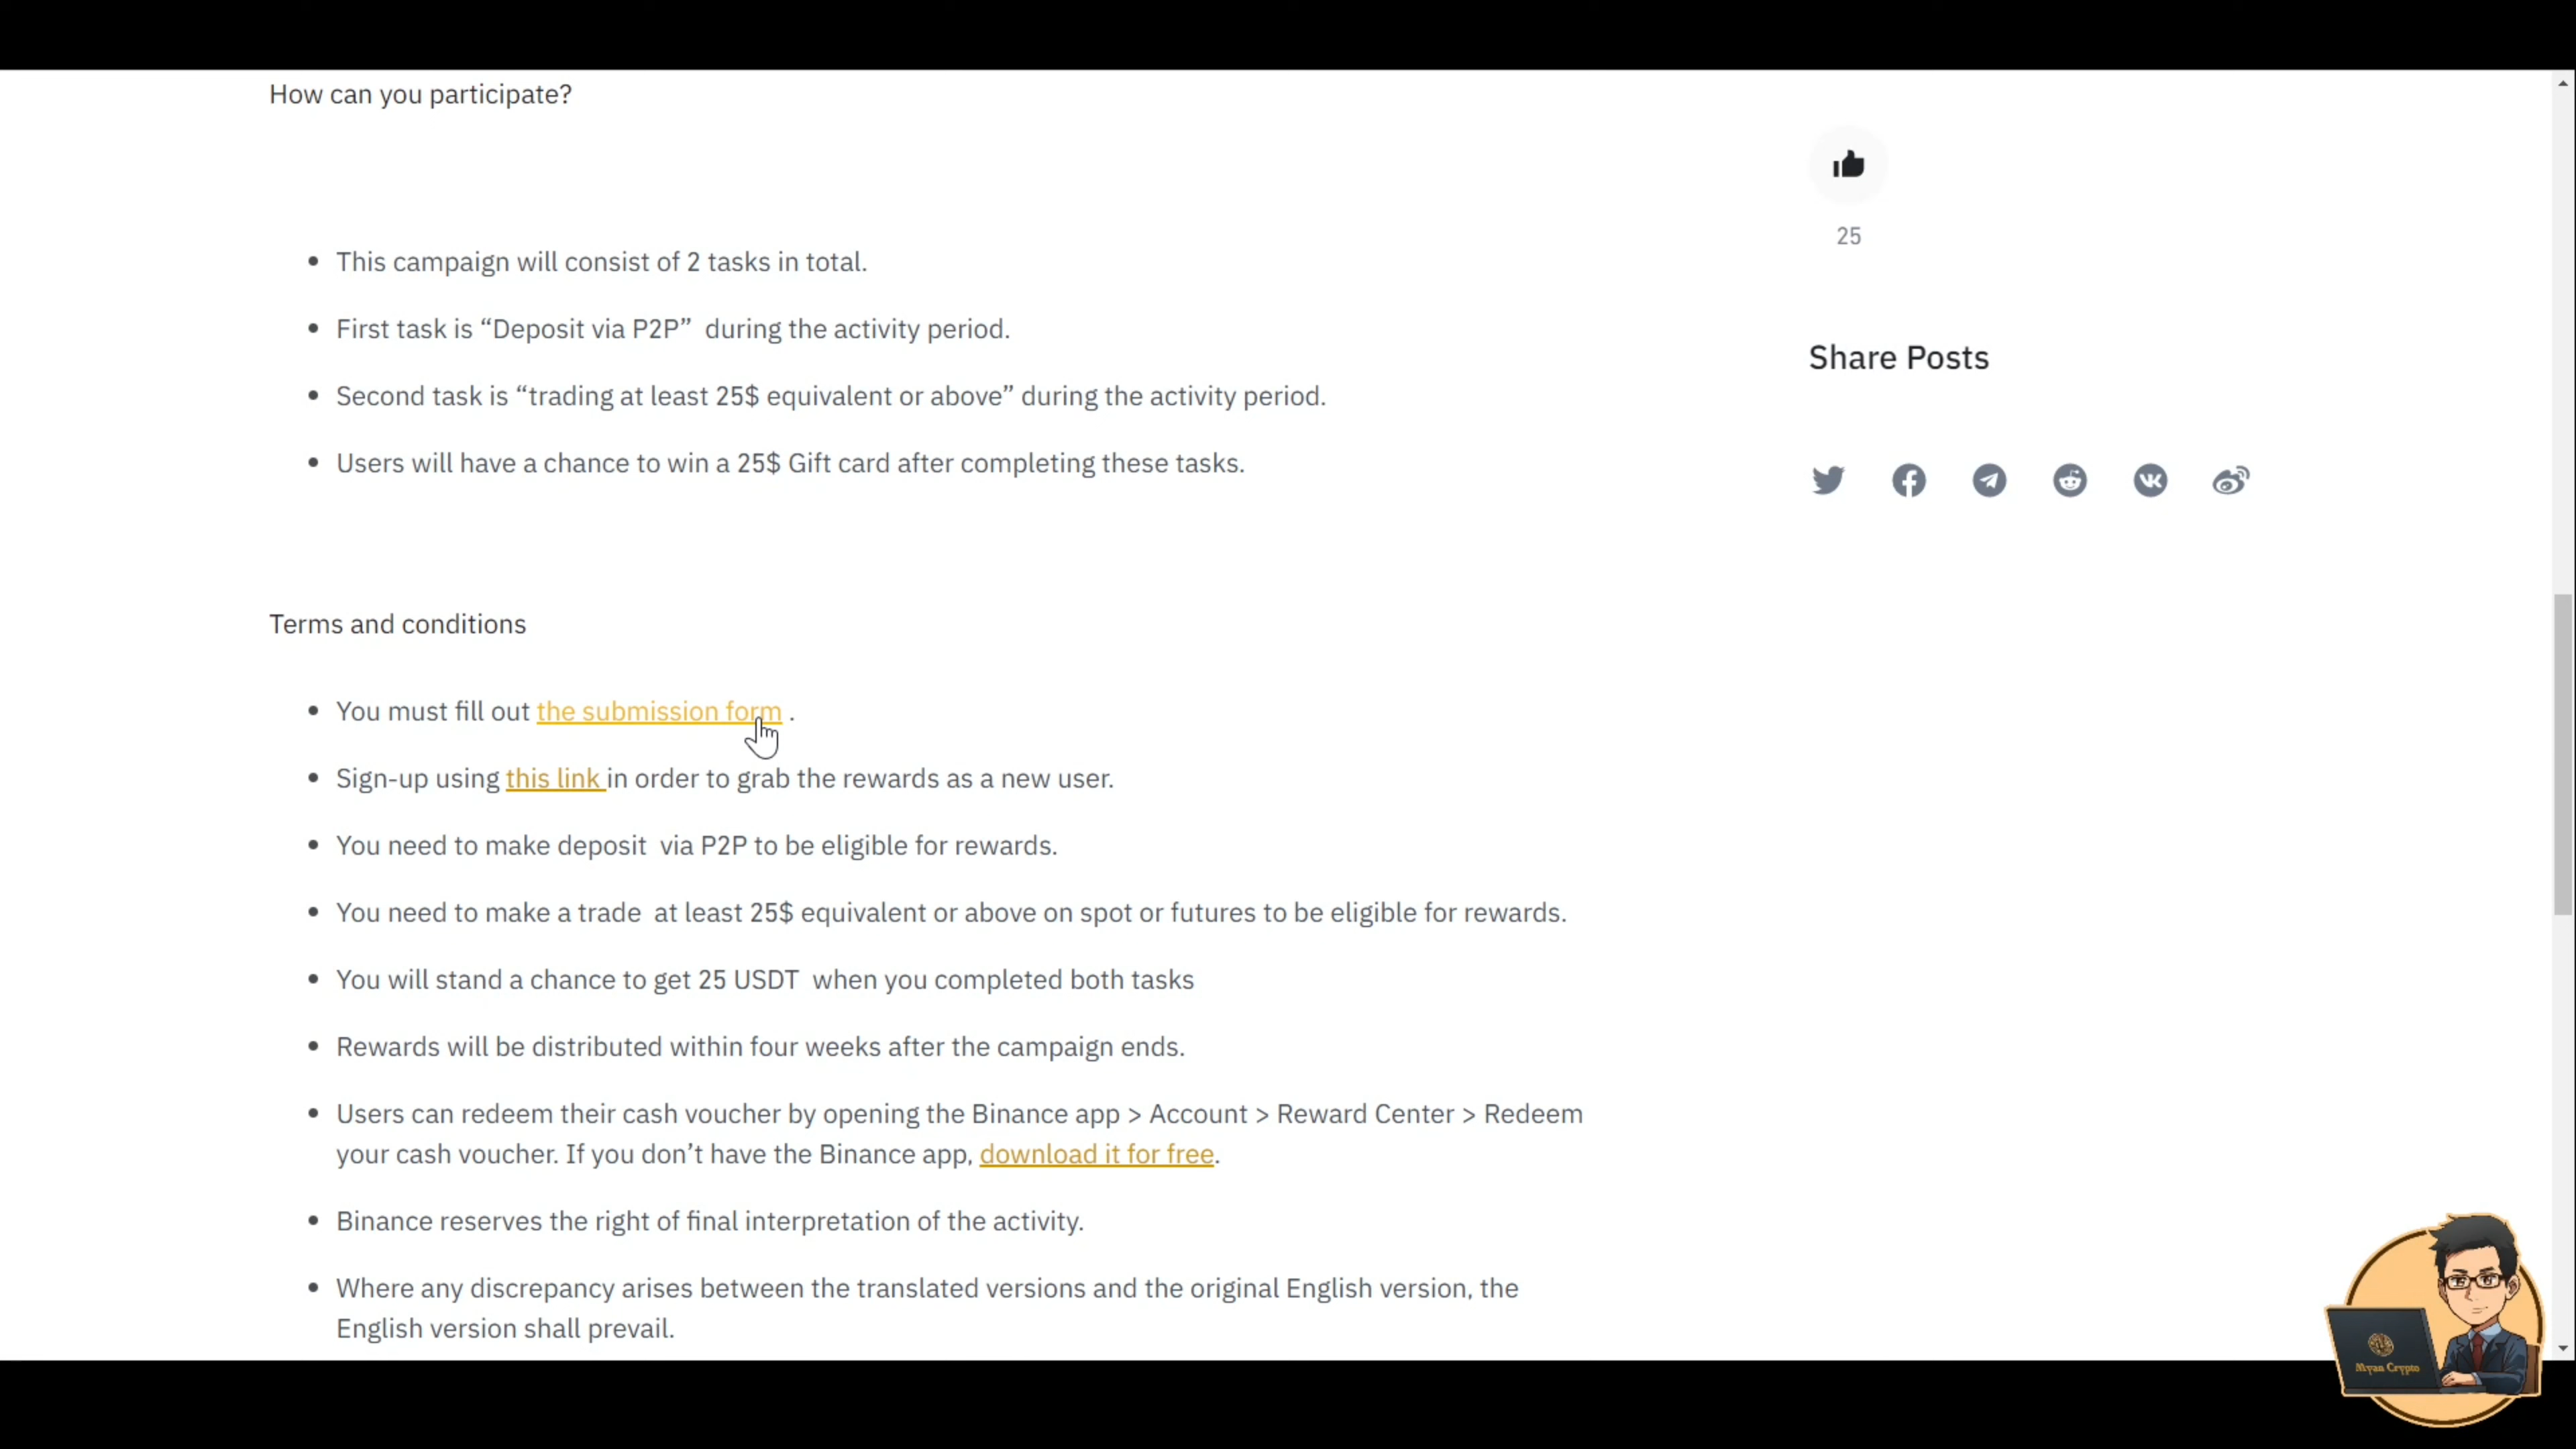 How can you participate?
25
This campaign will consist of 2 tasks in total.
First task is “Deposit via P2P”  during the activity period.
Share Posts
Second task is “trading at least 25$ equivalent or above” during the activity period.
Users will have a chance to win a 25$ Gift card after completing these tasks.
Terms and conditions
You must fill out the submission form .
Sign-up using this link in order to grab the rewards as a new user.
You need to make deposit  via P2P to be eligible for rewards.
You need to make a trade  at least 25$ equivalent or above on spot or futures to be eligible for rewards.
You will stand a chance to get 25 USDT  when you completed both tasks
Rewards will be distributed within four weeks after the campaign ends.
Users can redeem their cash voucher by opening the Binance app > Account > Reward Center > Redeem
your cash voucher. If you don’t have the Binance app, download it for free.
Binance reserves the right of final interpretation of the activity.
Where any discrepancy arises between the translated versions and the original English version, the
English version shall prevail.
Myan Crypto